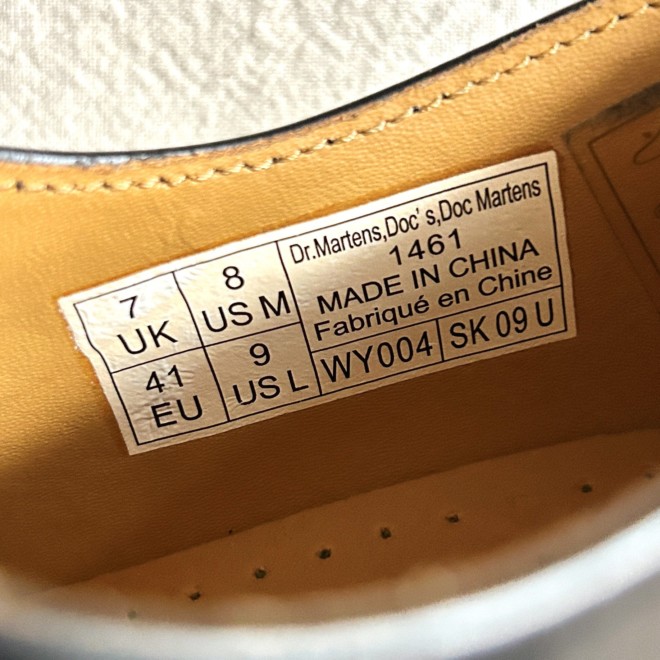 7
UK
8
US M
41
EU
9
US L
Dr.Martens,Doc's,Doc Martens
1461
MADE IN CHINA
Fabriqué en Chine
WY004
SK 09 U